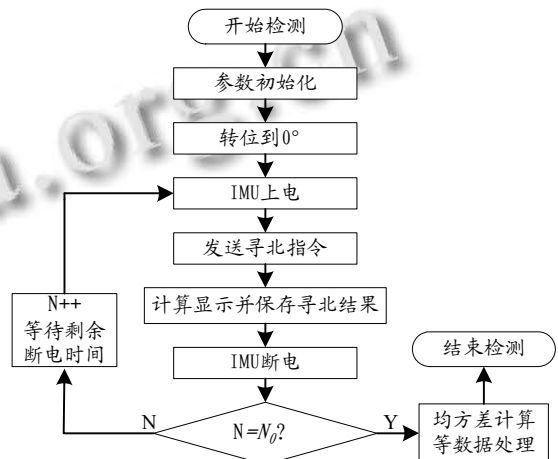 开始检测
参数初始化
转位到0°
IMU上电
发送寻北指令
计算显示并保存寻北结果
IMU断电
N=N₀?
N
N++
等待剩余
断电时间
Y
均方差计算
等数据处理
结束检测
.org.cn